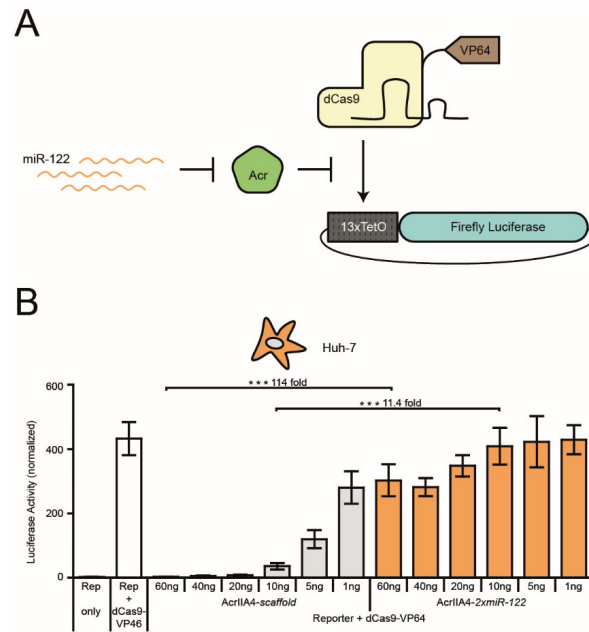 A
VP64
dCas9
miR-122
Acr
13xTetO
Firefly Luciferase
B
Huh-7
*** 114 fold
*** 11.4 fold
Luciferase Activity (normalized)
600
400
200
0
Rep
only
Rep
+
dCas9-
VP46
60ng 40ng 20ng 10ng 5ng 1ng 60ng 40ng 20ng 10ng 5ng 1ng
AcrIIA4-scaffold AcrIIA4-2xmiR-122
Reporter + dCas9-VP64